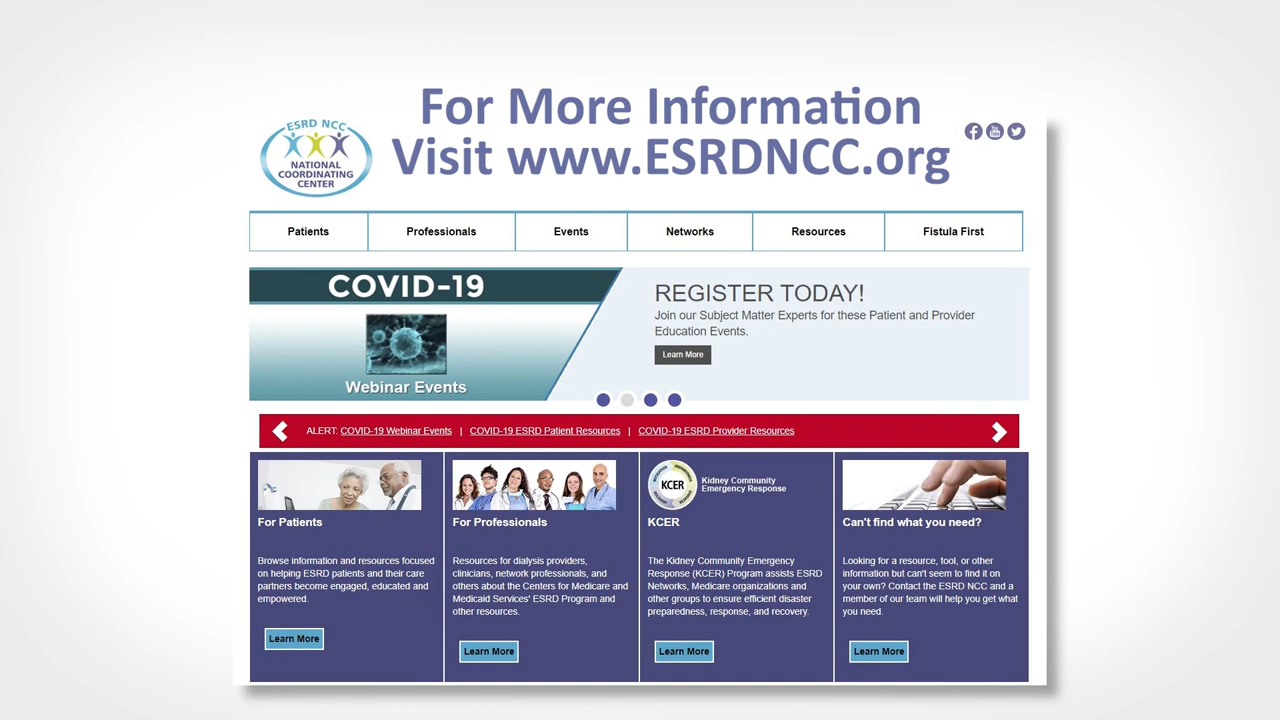 For More Information
Visit www.ESRDNCC.org
ESRD NCC
NATIONAL
COORDINATING
CENTER
Patients
Professionals
Events
Networks
Resources
Fistula First
COVID-19
Webinar Events
REGISTER TODAY!
Join our Subject Matter Experts for these Patient and Provider
Education Events.
Learn More
ALERT: COVID-19 Webinar Events | COVID-19 ESRD Patient Resources | COVID-19 ESRD Provider Resources
For Patients
Browse information and resources focused
on helping ESRD patients and their care
partners become engaged, educated and
empowered.
Learn More
For Professionals
Resources for dialysis providers,
clinicians, network professionals, and
others about the Centers for Medicare and
Medicaid Services' ESRD Program and
other resources.
Learn More
KCER
Kidney Community
Emergency Response
KCER
The Kidney Community Emergency
Response (KCER) Program assists ESRD
Networks, Medicare organizations and
other groups to ensure efficient disaster
preparedness, response, and recovery.
Learn More
Can't find what you need?
Looking for a resource, tool, or other
information but can't seem to find it on
your own? Contact the ESRD NCC and a
member of our team will help you get what
you need.
Learn More